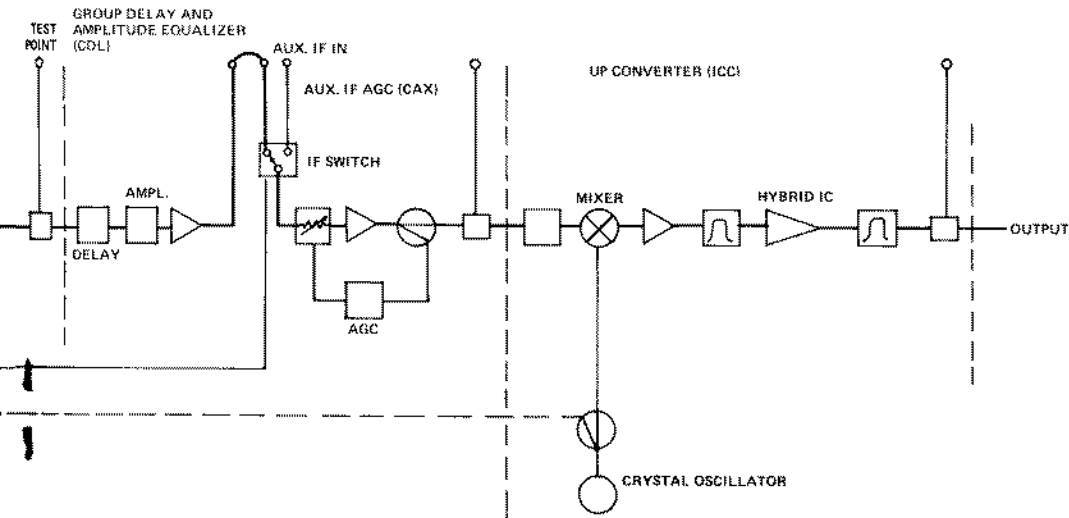 GROUP DELAY AND
AMPLITUDE EQUALIZER
(CDL)
TEST
POINT
AUX. IF IN
AUX. IF AGC (CAX)
UP CONVERTER (ICC)
IF SWITCH
AMPL.
DELAY
AGC
MIXER
HYBRID IC
OUTPUT
CRYSTAL OSCILLATOR